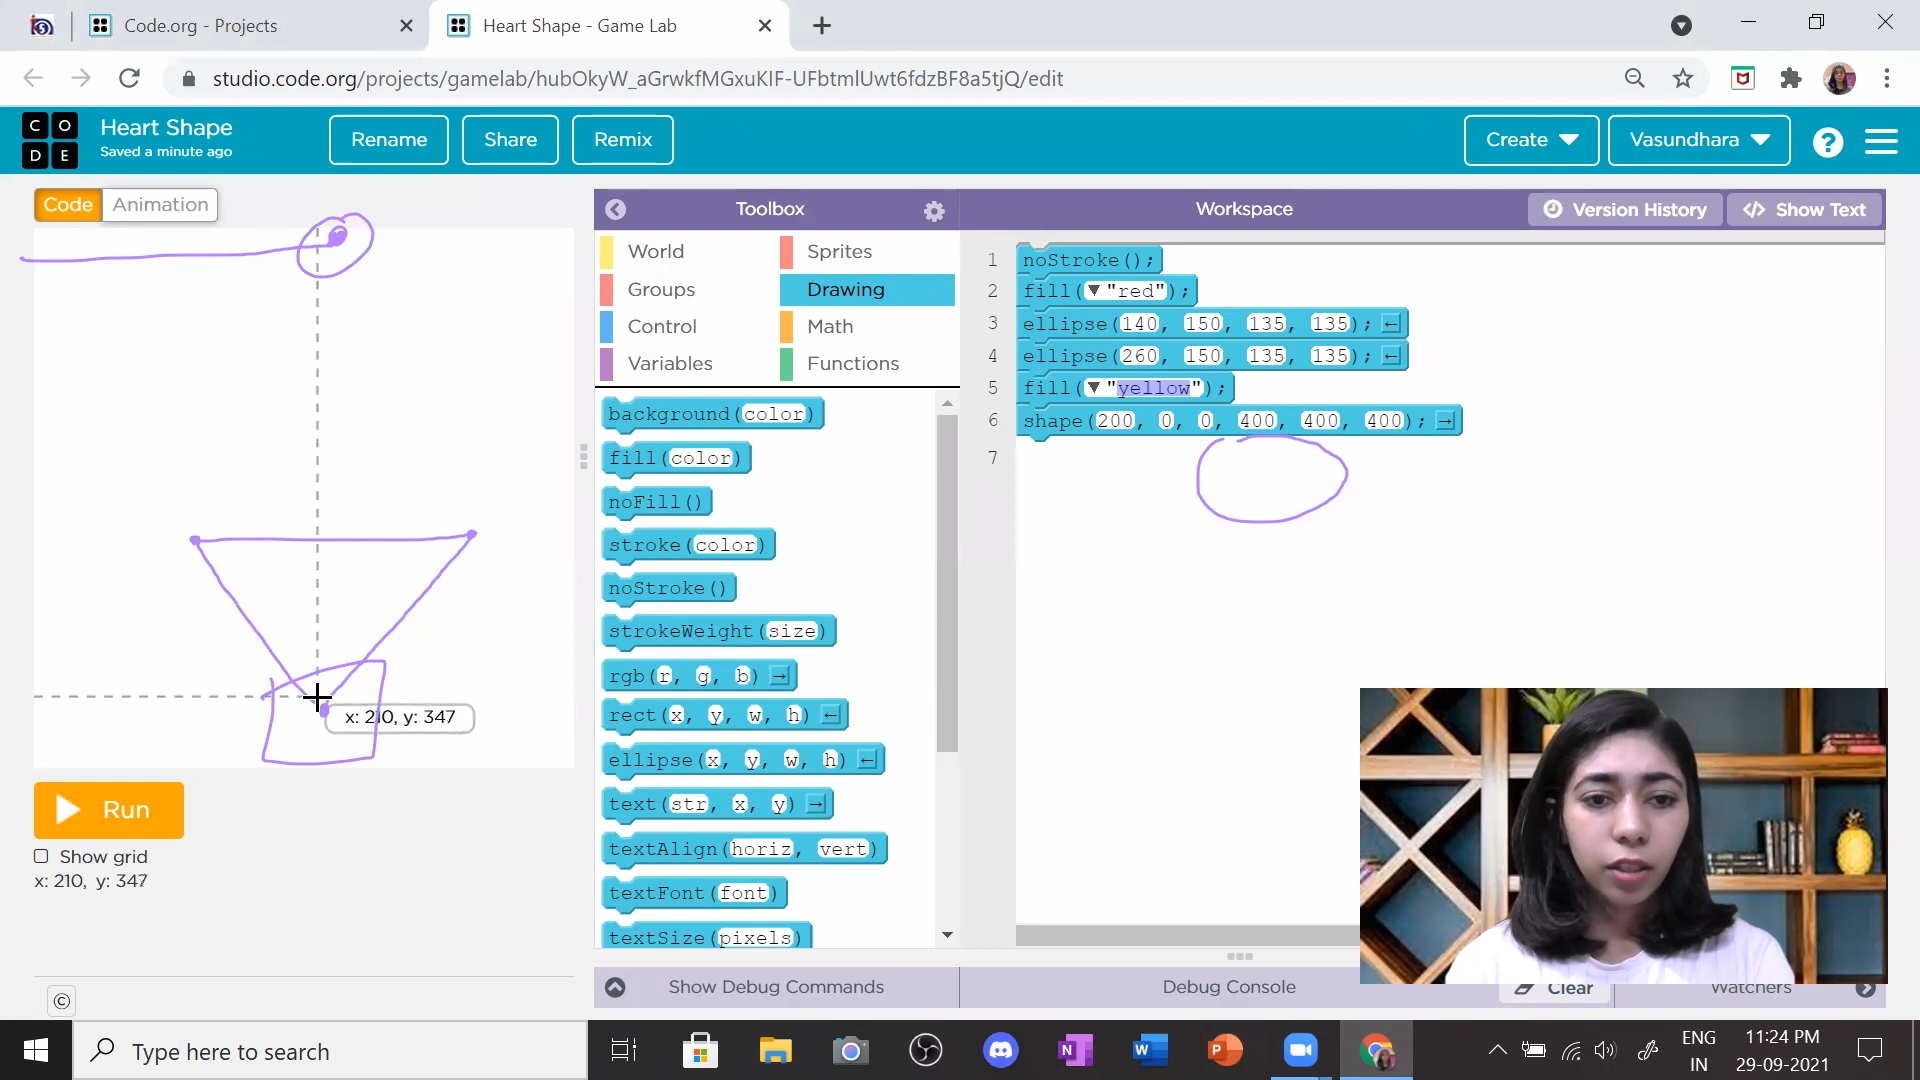 Code.org - Projects
Heart Shape - Game Lab
studio.code.org/projects/gamelab/hubOkyW_aGrwkfMGxuKIF-UFbtmlUwt6fdzBF8a5tjQ/edit
C O D E
Heart Shape
Saved a minute ago
Rename
Share
Remix
Create
Vasundhara
?
Code
Animation
Toolbox
Workspace
Version History
Show Text
World
Sprites
Groups
Drawing
Control
Math
Variables
Functions
background(color)
fill(color)
noFill()
stroke(color)
noStroke()
strokeWeight(size)
rgb(r, g, b)
rect(x, y, w, h)
ellipse(x, y, w, h)
text(str, x, y)
textAlign(horiz, vert)
textFont(font)
textSize(pixels)
1 noStroke();
2 fill("red");
3 ellipse(140, 150, 135, 135);
4 ellipse(260, 150, 135, 135);
5 fill("yellow");
6 shape(200, 0, 0, 400, 400, 400);
7
x: 210, y: 347
Run
Show grid
x: 210, y: 347
©
Show Debug Commands
Debug Console
Clear
Watchers
Type here to search
ENG
IN
11:24 PM
29-09-2021